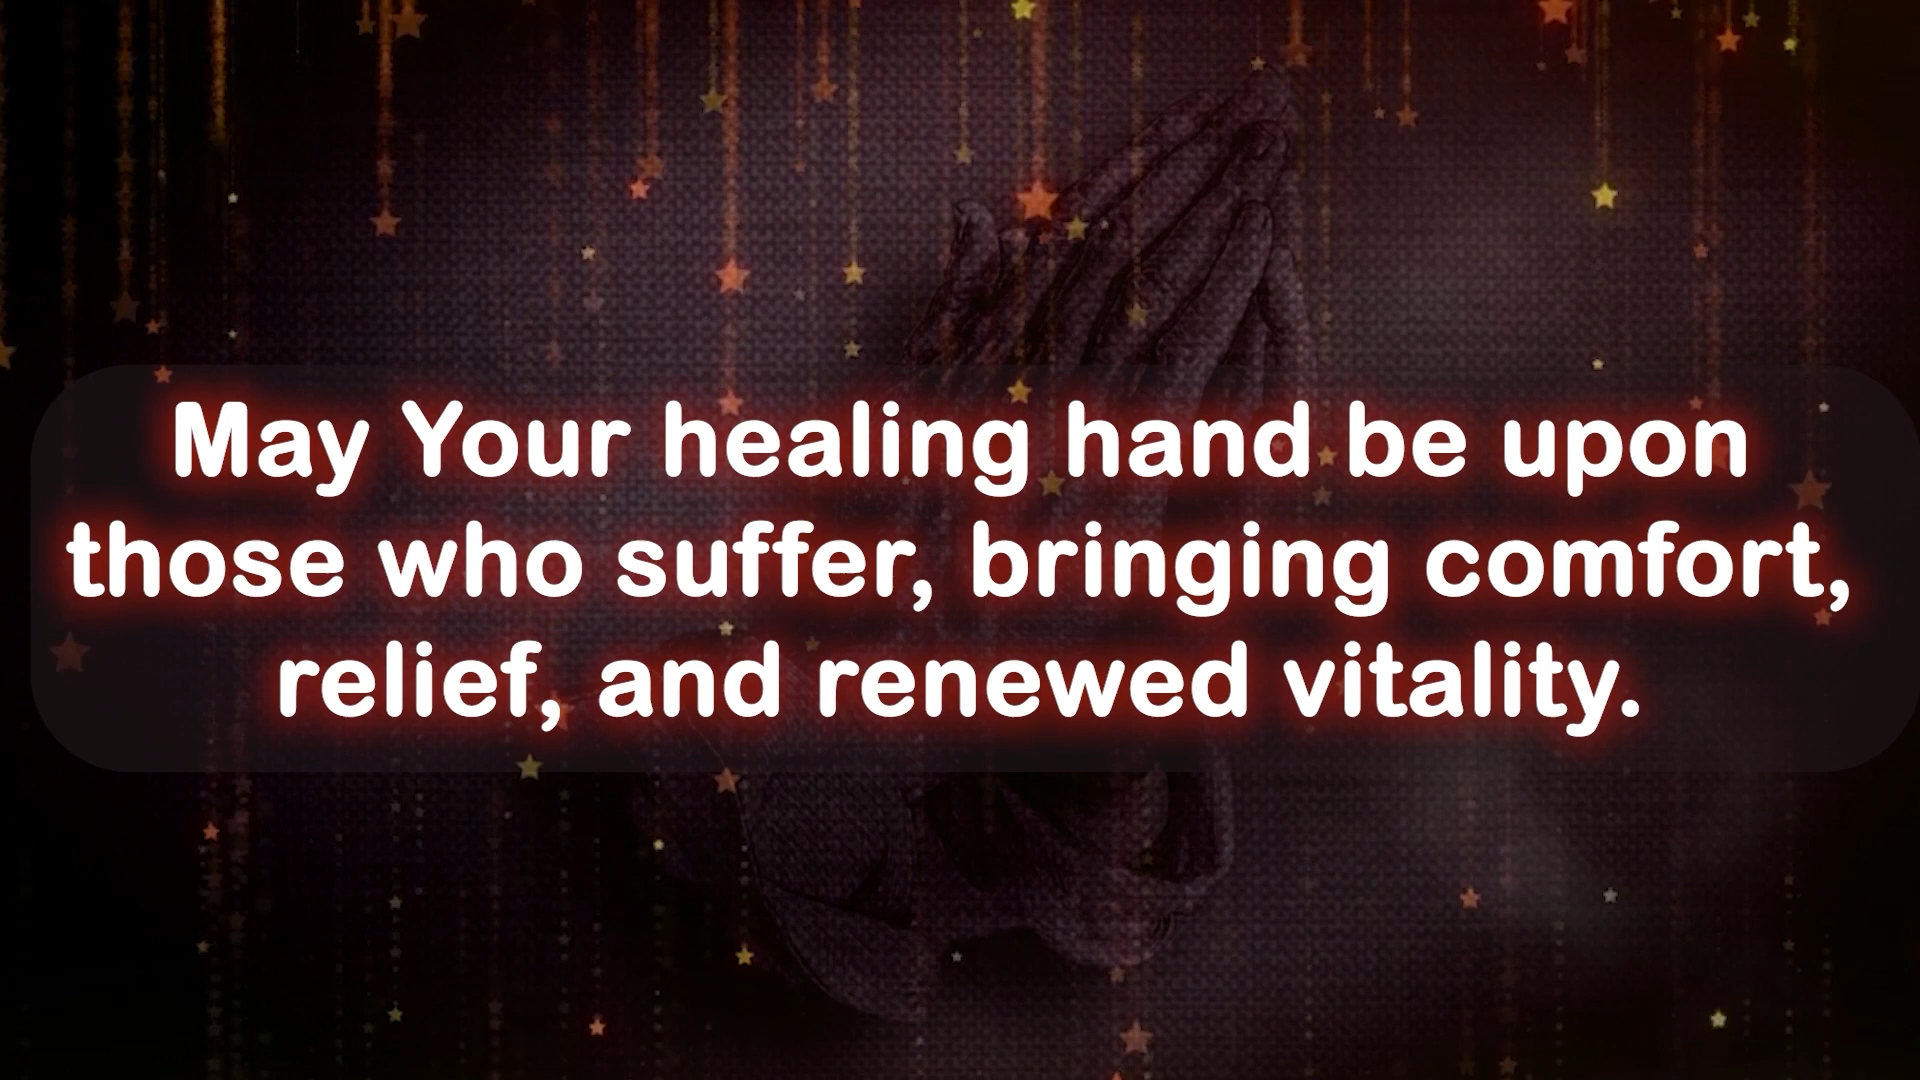 May Your healing hand be upon
those who suffer, bringing comfort,
relief, and renewed vitality.